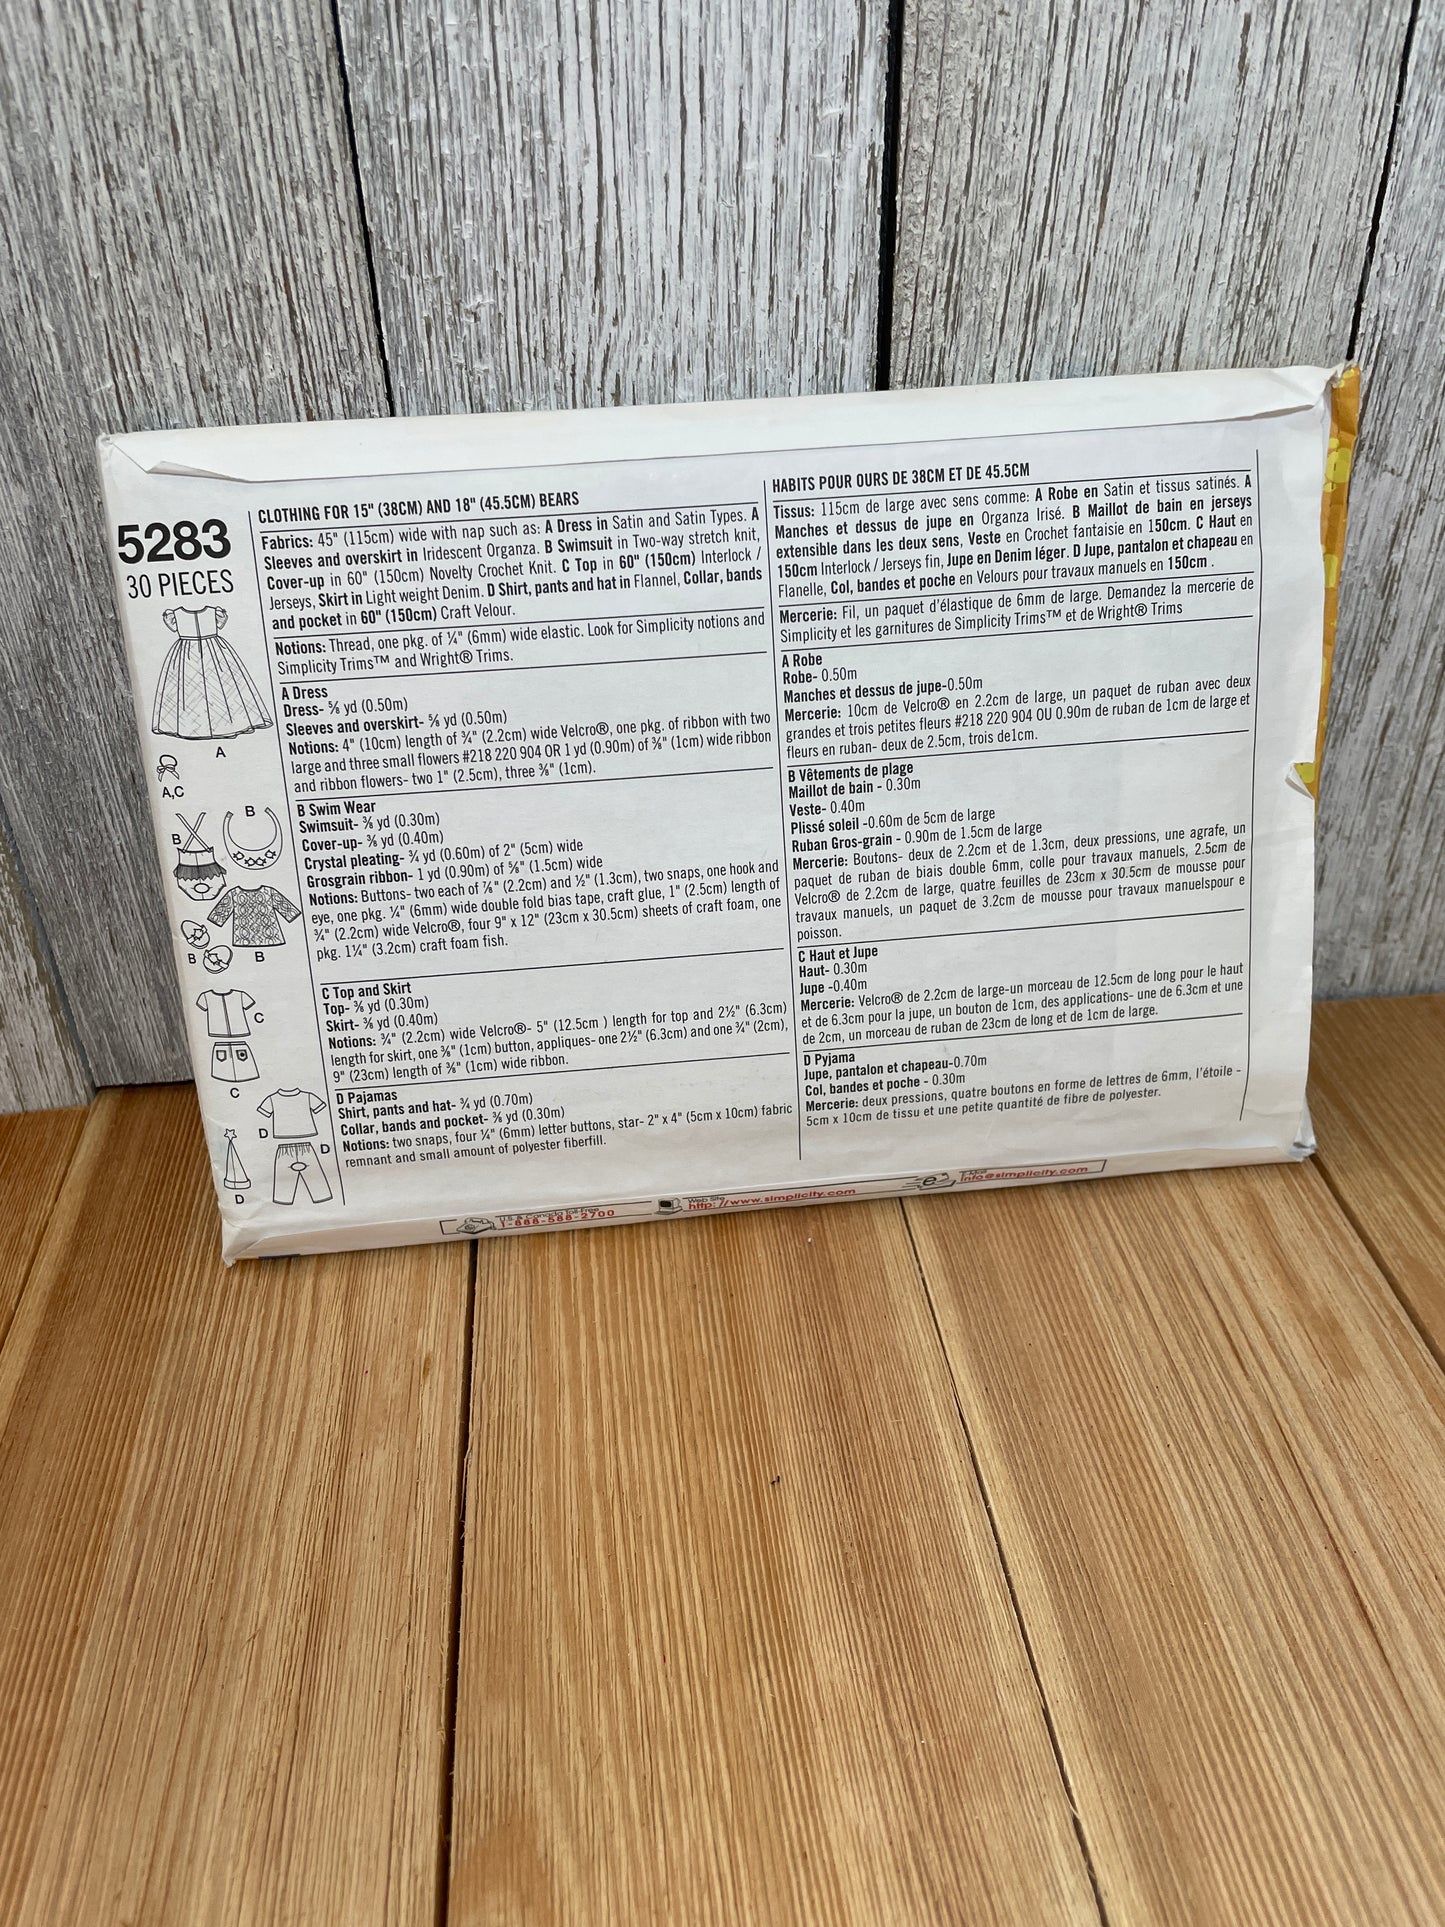 5283
30 PIECES
A
A,C
B
B
B
B
C
C
D
D
D
CLOTHING FOR 15" (38CM) AND 18" (45.5CM) BEARS
Fabrics: 45" (115cm) wide with nap such as: A Dress in Satin and Satin Types. A
Sleeves and overskirt in Iridescent Organza. B Swimsuit in Two-way stretch knit,
Cover-up in 60" (150cm) Novelty Crochet Knit. C Top in 60" (150cm) Interlock /
Jerseys, Skirt in Light weight Denim. D Shirt, pants and hat in Flannel, Collar, bands
and pocket in 60" (150cm) Craft Velour.
Notions: Thread, one pkg. of ¼" (6mm) wide elastic. Look for Simplicity notions and
Simplicity Trims™ and Wright® Trims.
A Dress
Dress- ⅝ yd (0.50m)
Sleeves and overskirt- ⅝ yd (0.50m)
Notions: 4" (10cm) length of ¾" (2.2cm) wide Velcro®, one pkg. of ribbon with two
large and three small flowers #218 220 904 OR 1 yd (0.90m) of ⅜" (1cm) wide ribbon
and ribbon flowers- two 1" (2.5cm), three ⅜" (1cm).
B Swim Wear
Swimsuit- ⅜ yd (0.30m)
Cover-up- ⅜ yd (0.40m)
Crystal pleating- ¾ yd (0.60m) of 2" (5cm) wide
Grosgrain ribbon- 1 yd (0.90m) of ⅝" (1.5cm) wide
Notions: Buttons- two each of ⅞" (2.2cm) and ½" (1.3cm), two snaps, one hook and
eye, one pkg. ¼" (6mm) wide double fold bias tape, craft glue, 1" (2.5cm) length of
¾" (2.2cm) wide Velcro®, four 9" x 12" (23cm x 30.5cm) sheets of craft foam, one
pkg. 1¼" (3.2cm) craft foam fish.
C Top and Skirt
Top- ⅜ yd (0.30m)
Skirt- ⅜ yd (0.40m)
Notions: ¾" (2.2cm) wide Velcro®- 5" (12.5cm ) length for top and 2½" (6.3cm)
length for skirt, one ⅜" (1cm) button, appliques- one 2½" (6.3cm) and one ¾" (2cm),
9" (23cm) length of ⅜" (1cm) wide ribbon.
D Pajamas
Shirt, pants and hat- ¾ yd (0.70m)
Collar, bands and pocket- ⅜ yd (0.30m)
Notions: two snaps, four ¼" (6mm) letter buttons, star- 2" x 4" (5cm x 10cm) fabric
remnant and small amount of polyester fiberfill.
HABITS POUR OURS DE 38CM ET DE 45.5CM
Tissus: 115cm de large avec sens comme: A Robe en Satin et tissus satinés. A
Manches et dessus de jupe en Organza Irisé. B Maillot de bain en jerseys
extensible dans les deux sens, Veste en Crochet fantaisie en 150cm. C Haut en
150cm Interlock / Jerseys fin, Jupe en Denim léger. D Jupe, pantalon et chapeau en
Flanelle, Col, bandes et poche en Velours pour travaux manuels en 150cm .
Mercerie: Fil, un paquet d'élastique de 6mm de large. Demandez la mercerie de
Simplicity et les garnitures de Simplicity Trims™ et de Wright® Trims
A Robe
Robe- 0.50m
Manches et dessus de jupe-0.50m
Mercerie: 10cm de Velcro® en 2.2cm de large, un paquet de ruban avec deux
grandes et trois petites fleurs #218 220 904 OU 0.90m de ruban de 1cm de large et
fleurs en ruban- deux de 2.5cm, trois de1cm.
B Vêtements de plage
Maillot de bain - 0.30m
Veste- 0.40m
Plissé soleil -0.60m de 5cm de large
Ruban Gros-grain - 0.90m de 1.5cm de large
Mercerie: Boutons- deux de 2.2cm et de 1.3cm, deux pressions, une agrafe, un
paquet de ruban de biais double 6mm, colle pour travaux manuels, 2.5cm de
Velcro® de 2.2cm de large, quatre feuilles de 23cm x 30.5cm de mousse pour
travaux manuels, un paquet de 3.2cm de mousse pour travaux manuelspour e
poisson.
C Haut et Jupe
Haut- 0.30m
Jupe -0.40m
Mercerie: Velcro® de 2.2cm de large-un morceau de 12.5cm de long pour le haut
et de 6.3cm pour la jupe, un bouton de 1cm, des applications- une de 6.3cm et une
de 2cm, un morceau de ruban de 23cm de long et de 1cm de large.
D Pyjama
Jupe, pantalon et chapeau-0.70m
Col, bandes et poche - 0.30m
Mercerie: deux pressions, quatre boutons en forme de lettres de 6mm, l'étoile -
5cm x 10cm de tissu et une petite quantité de fibre de polyester.
U.S. & Canada Toll-Free
1-888-588-2700
Web Site
http://www.simplicity.com
E-Mail
info@simplicity.com